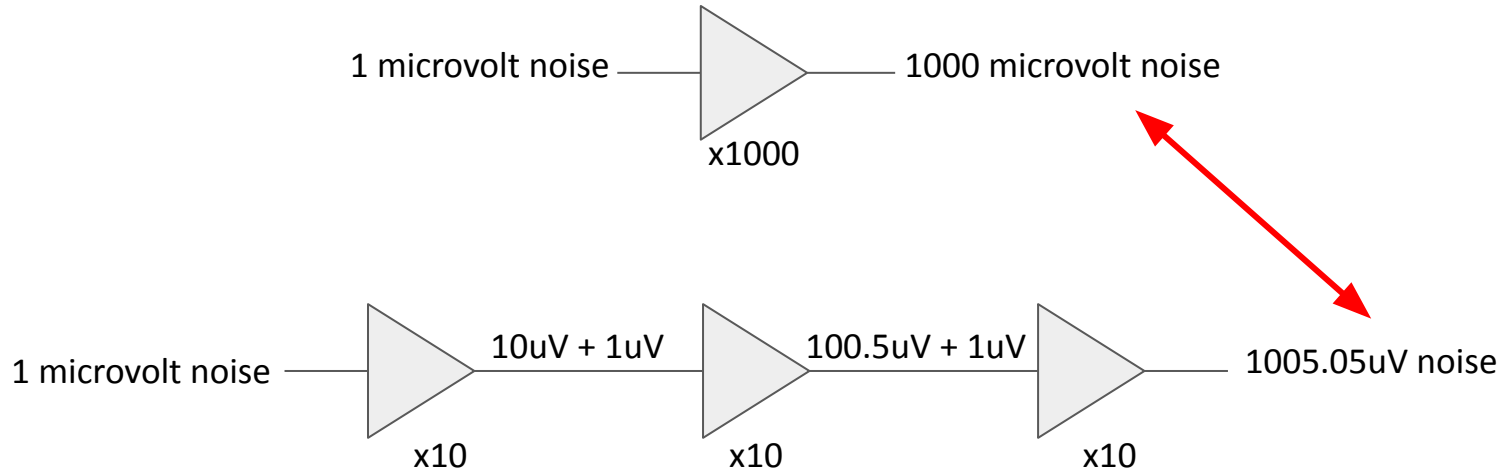 1 microvolt noise
1000 microvolt noise
x1000
1 microvolt noise
10uV + 1uV
100.5uV + 1uV
1005.05uV noise
x10
x10
x10